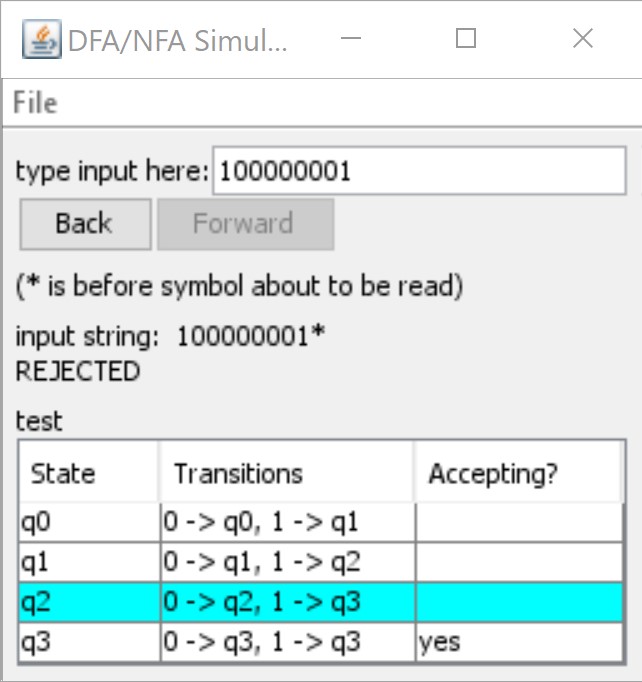 DFA/NFA Simul...
File
type input here: 100000001
Back Forward
(* is before symbol about to be read)
input string: 100000001*
REJECTED
test
State Transitions Accepting?
q0 0 -> q0, 1 -> q1
q1 0 -> q1, 1 -> q2
q2 0 -> q2, 1 -> q3
q3 0 -> q3, 1 -> q3 yes